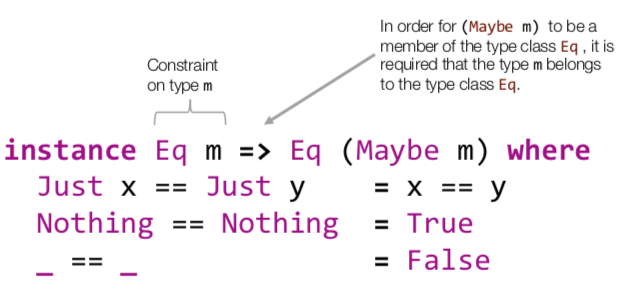 In order for (Maybe m) to be a
member of the type class Eq , it is
required that the type m belongs
to the type class Eq.
Constraint
on type m
instance Eq m => Eq (Maybe m) where
Just x == Just y = x == y
Nothing == Nothing = True
_ == _ = False